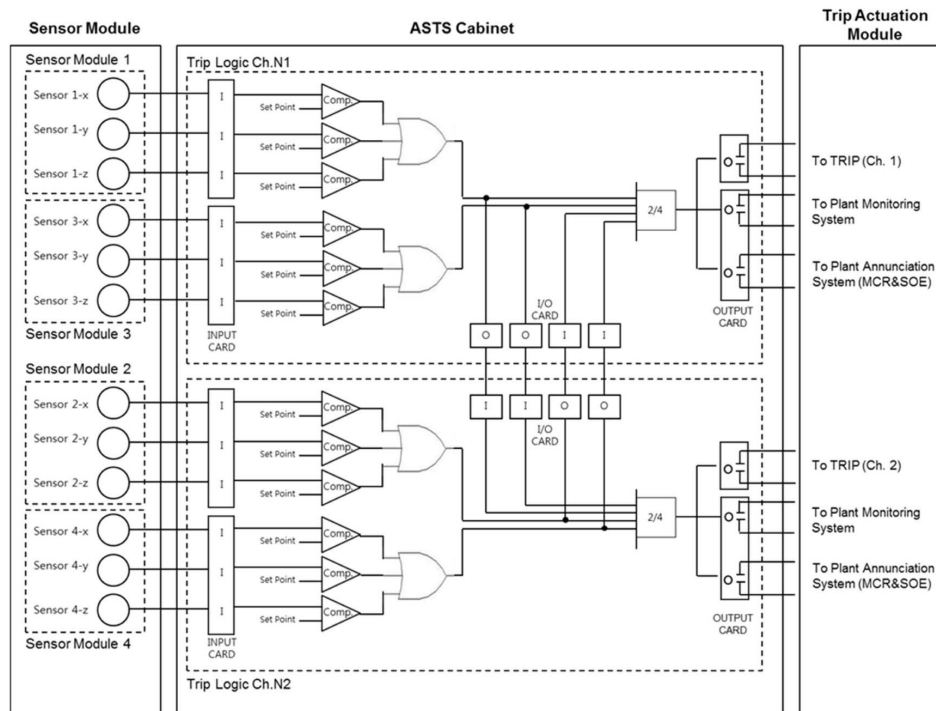 Sensor Module
ASTS Cabinet
Trip Actuation
Module
Sensor Module 1
Sensor 1-x
Sensor 1-y
Sensor 1-z
Sensor 3-x
Sensor 3-y
Sensor 3-z
Sensor Module 3
Sensor Module 2
Sensor 2-x
Sensor 2-y
Sensor 2-z
Sensor 4-x
Sensor 4-y
Sensor 4-z
Sensor Module 4
Trip Logic Ch.N1
I
I
I
Set Point
Comp.
Set Point
Comp.
Set Point
Comp.
I
I
I
Set Point
Comp.
Set Point
Comp.
Set Point
Comp.
INPUT
CARD
2/4
I/O
CARD
O
O
I
I
O
O
O
OUTPUT
CARD
I
I
O
O
I/O
CARD
I
I
I
Set Point
Comp.
Set Point
Comp.
Set Point
Comp.
I
I
I
Set Point
Comp.
Set Point
Comp.
Set Point
Comp.
INPUT
CARD
2/4
O
O
O
OUTPUT
CARD
Trip Logic Ch.N2
To TRIP (Ch. 1)
To Plant Monitoring
System
To Plant Annunciation
System (MCR&SOE)
To TRIP (Ch. 2)
To Plant Monitoring
System
To Plant Annunciation
System (MCR&SOE)